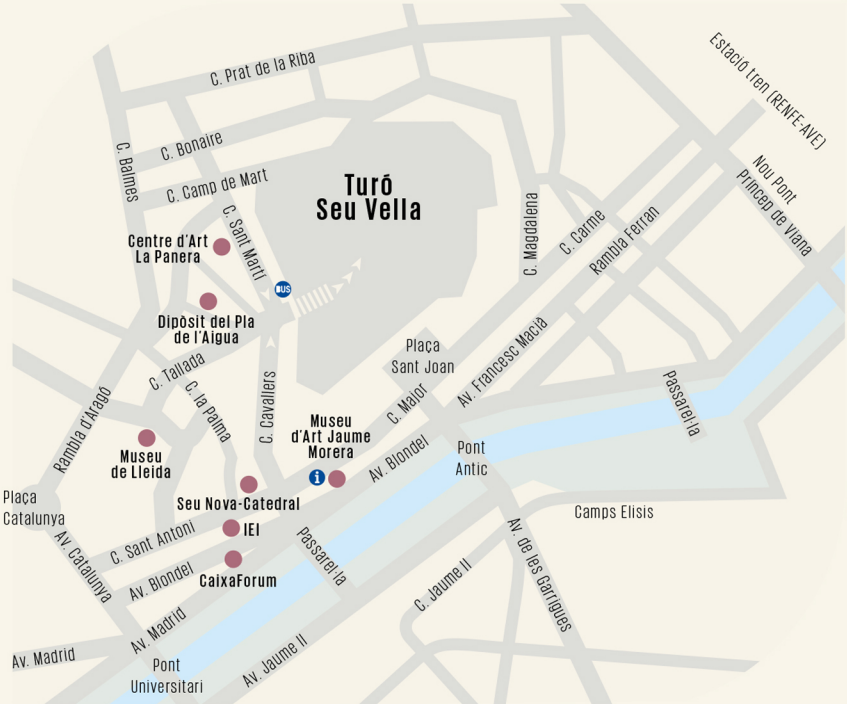 C. Prat de la Riba
Estació tren (RENFE-AVE)
C. Balmes
C. Bonaire
Nou Pont
Príncep de Viana
C. Camp de Mart
Turó
Seu Vella
C. Sant Martí
C. Magdalena
C. Carme
Rambla Ferran
Centre d'Art
La Panera
BUS
Dipòsit del Pla
de l'Aigua
Plaça
Sant Joan
Av. Francesc Macià
C. Tallada
C. la Palma
C. Cavallers
C. Major
Passarel·la
Rambla d'Aragó
Museu
d'Art Jaume
Morera
i
Av. Blondel
Museu
de Lleida
Pont
Antic
Plaça
Catalunya
Seu Nova-Catedral
Camps Elisis
IEI
C. Sant Antoni
Av. Catalunya
Passarel·la
Av. de les Garrigues
Av. Blondel
CaixaForum
C. Jaume II
Av. Madrid
Av. Madrid
Pont
Universitari
Av. Jaume II